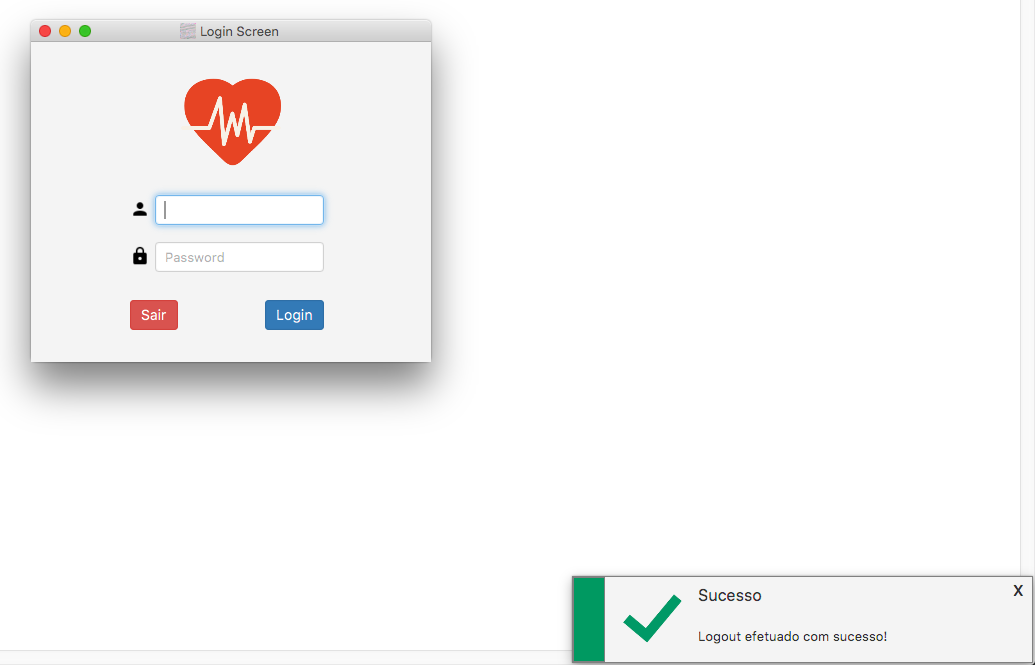 Login Screen
Password
Sair
Login
Sucesso
X
Logout efetuado com sucesso!